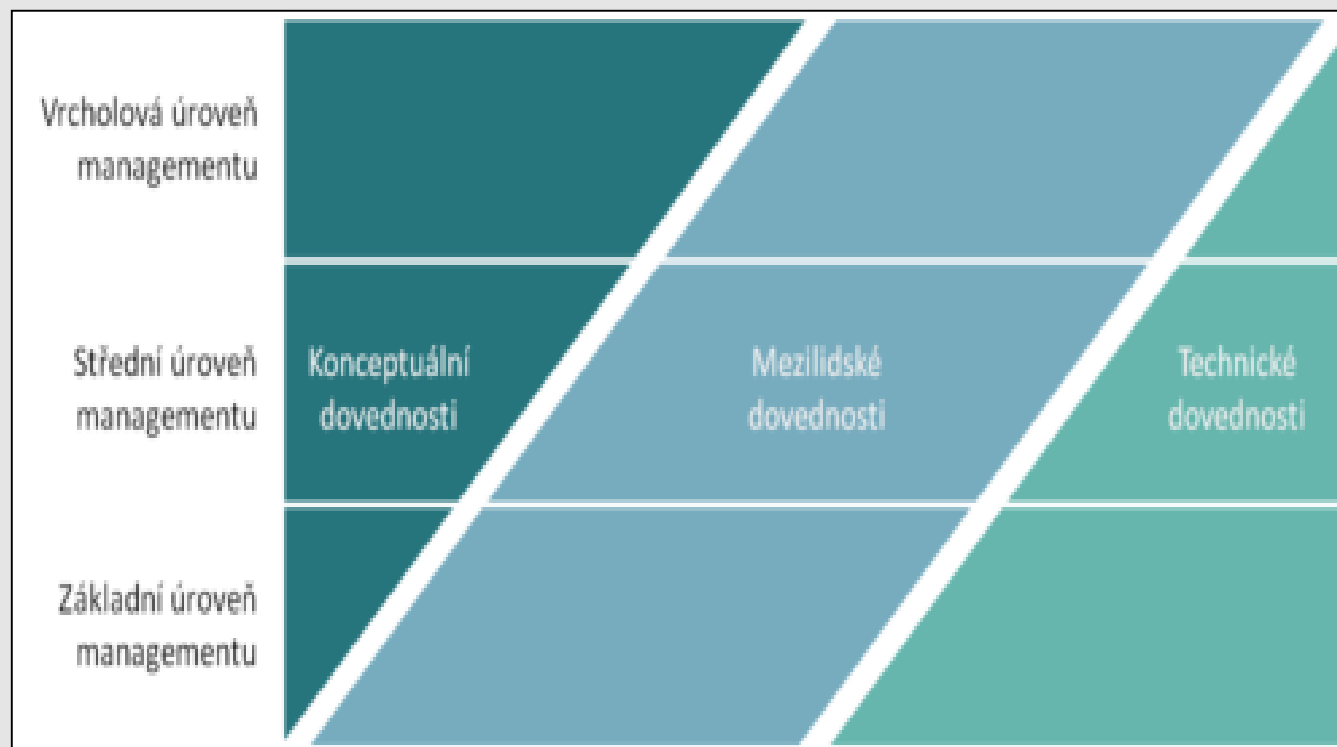 Vrcholová úroveň
managementu
Střední úroveň
managementu
Konceptuální
dovednosti
Mezilidské
dovednosti
Technické
dovednosti
Základní úroveň
managementu